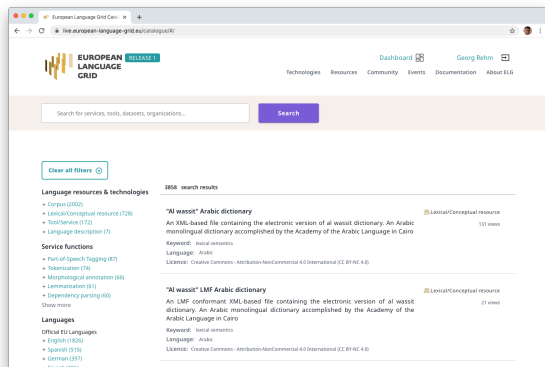 European Language Grid Cata
live.european-language-grid.eu/catalogue/#/
EUROPEAN
LANGUAGE
GRID
RELEASE 1
Dashboard
Georg Rehm
Technologies Resources Community Events Documentation About ELG
Search for services, tools, datasets, organizations...
Search
Clear all filters
3858 search results
Language resources & technologies
+ Corpus (2002)
+ Lexical/Conceptual resource (728)
+ Tool/Service (172)
+ Language description (7)
Service functions
+ Part-of-Speech Tagging (87)
+ Tokenization (74)
+ Morphological annotation (66)
+ Lemmatization (61)
+ Dependency parsing (60)
Show more
Languages
Official EU Languages
+ English (1826)
+ Spanish (515)
+ German (397)
"Al wassit" Arabic dictionary
Lexical/Conceptual resource
An XML-based file containing the electronic version of al wassit dictionary. An Arabic
131 views
monolingual dictionary accomplished by the Academy of the Arabic Language in Cairo
Keyword: lexical semantics
Language: Arabic
Licence: Creative Commons - Attribution-NonCommercial 4.0 International (CC BY-NC 4.0)
"Al wassit" LMF Arabic dictionary
Lexical/Conceptual resource
An LMF conformant XML-based file containing the electronic version of al wassit
21 views
dictionary. An Arabic monolingual dictionary accomplished by the Academy of the
Arabic Language in Cairo
Keyword: lexical semantics
Language: Arabic
Licence: Creative Commons - Attribution-NonCommercial 4.0 International (CC BY-NC 4.0)